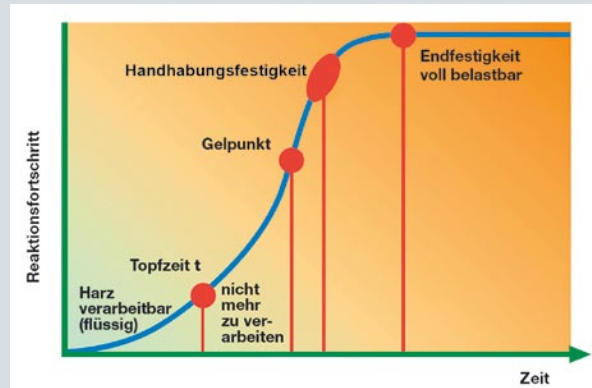 Handhabungsfestigkeit
Endfestigkeit
voll belastbar
Gelpunkt
Reaktionsfortschritt
Topfzeit t
Harz
verarbeitbar
(flüssig)
nicht
mehr
zu ver-
arbeiten
Zeit